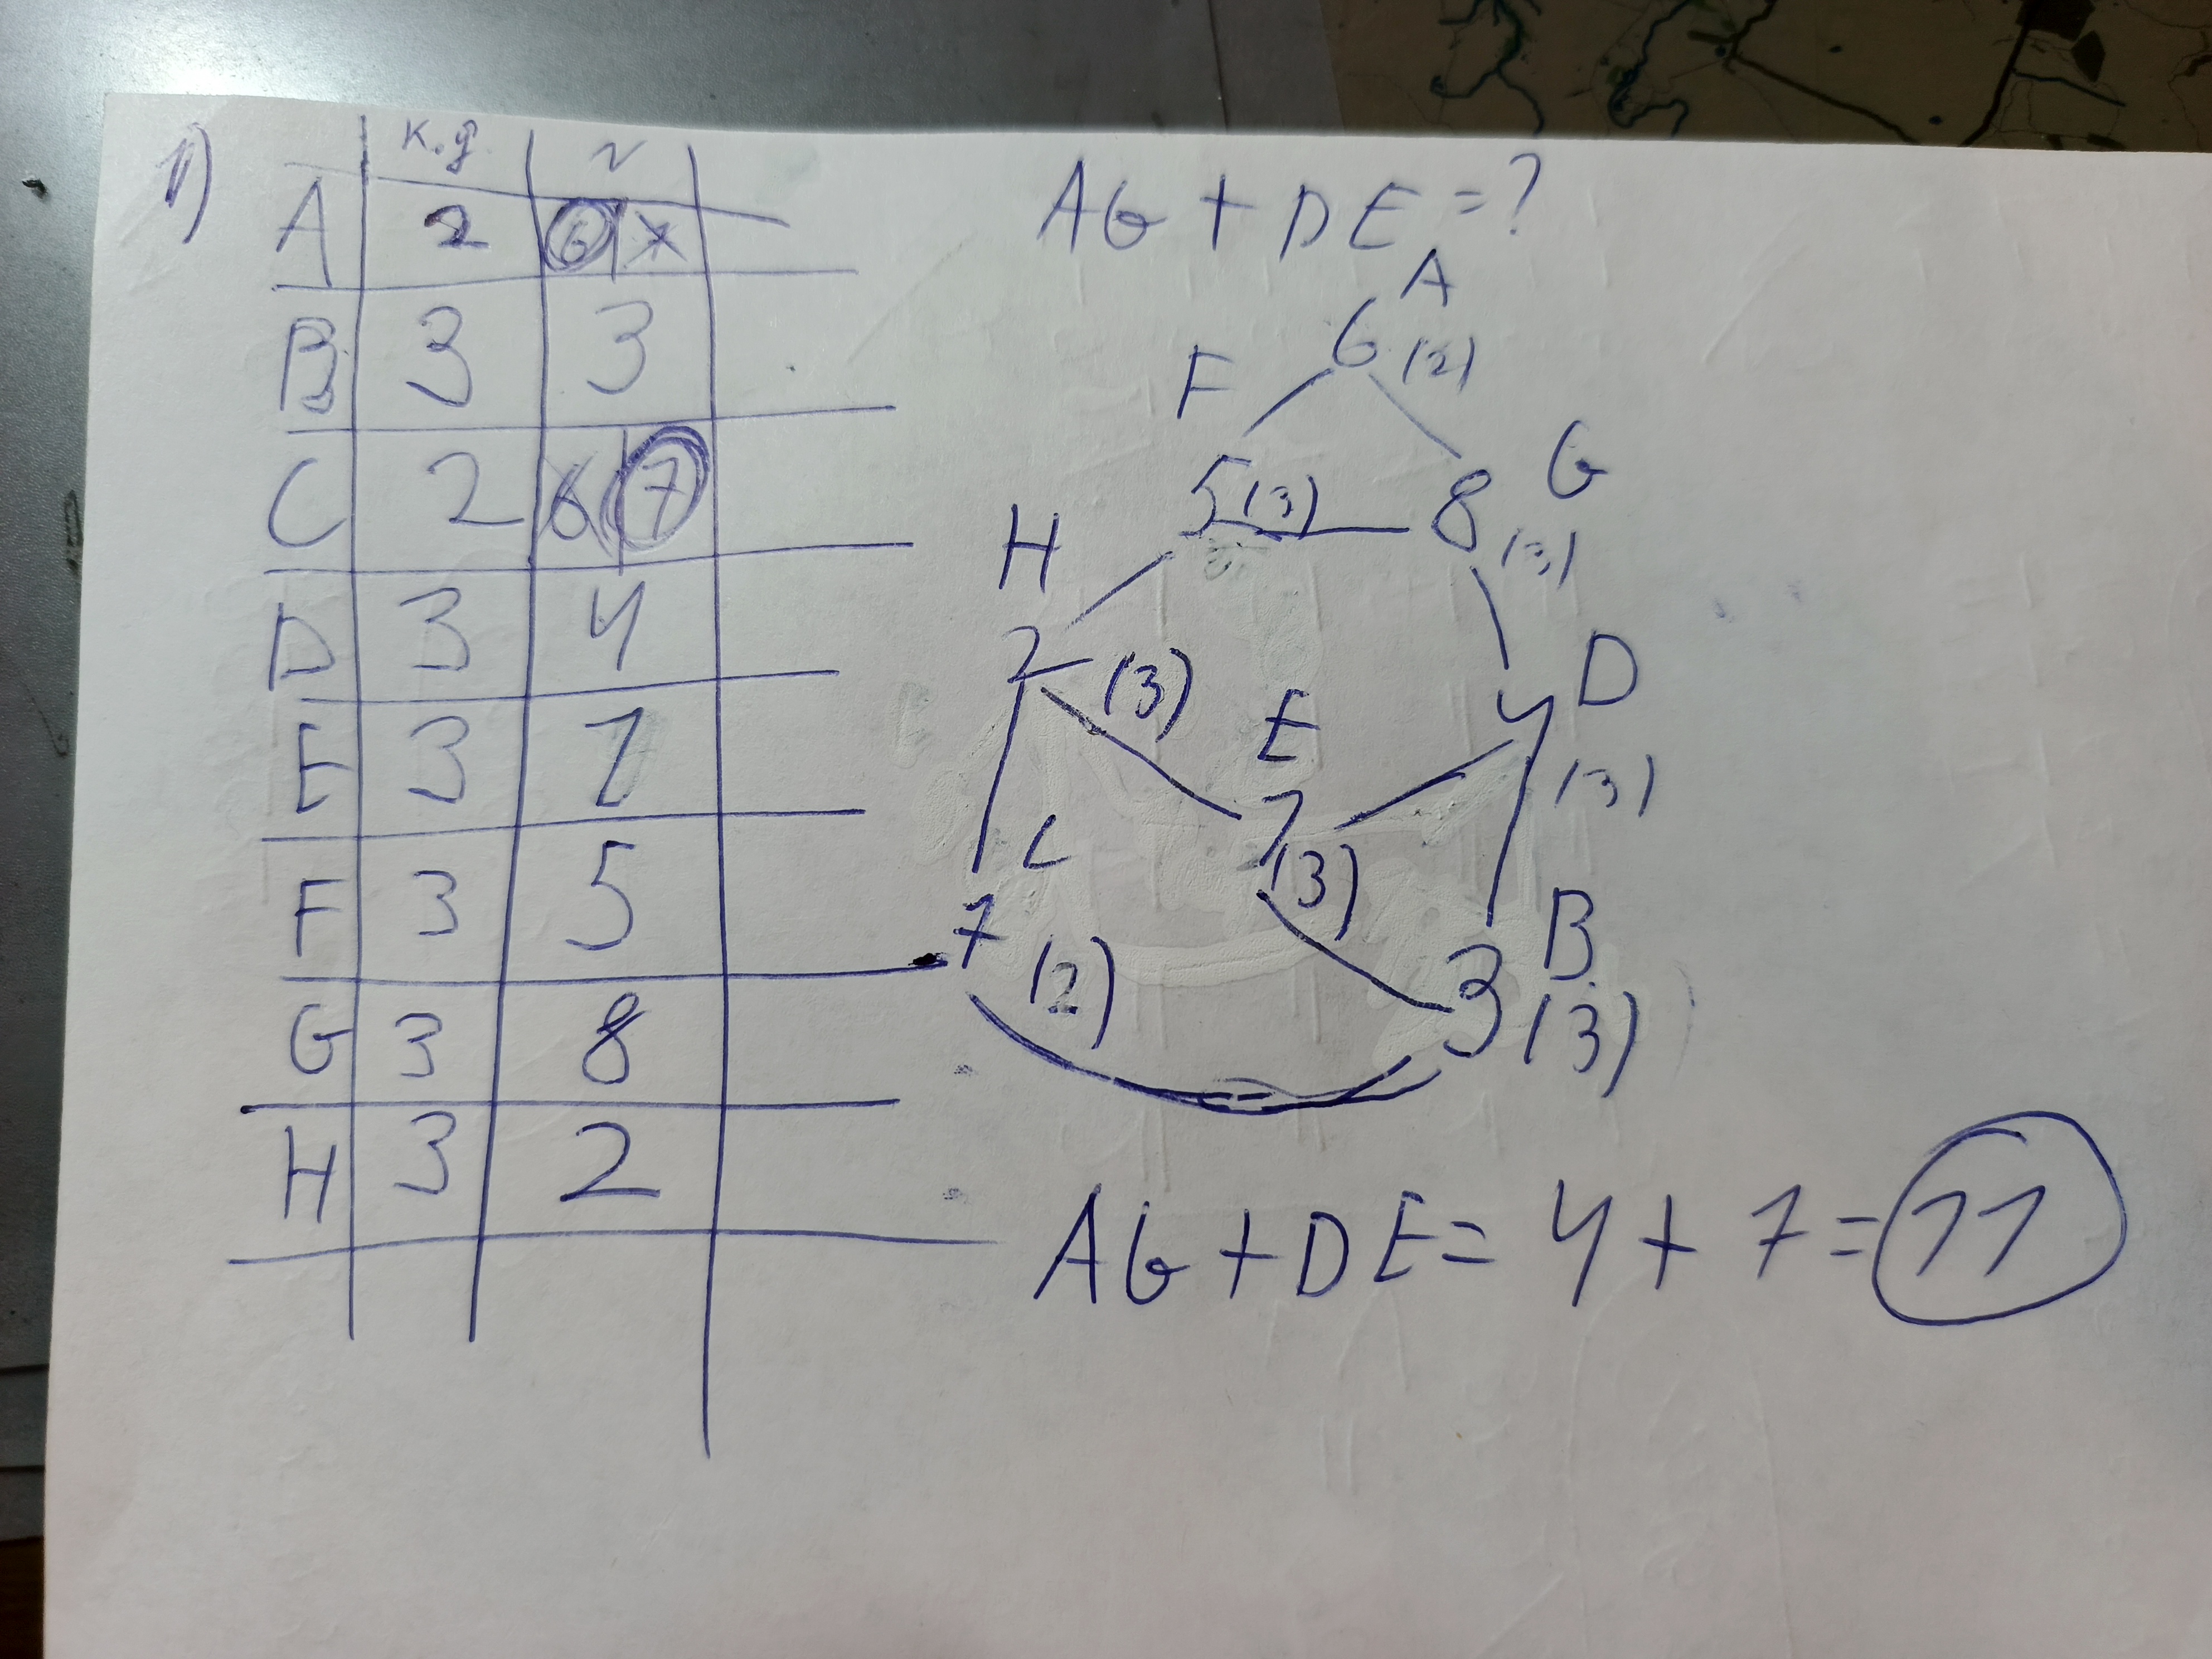 1)
к.д. N
A 2 6 7
B 3 3
C 2 6 7
D 3 4
E 3 1
F 3 5
G 3 8
H 3 2
AG + DE = ?
A
6 (2)
F
G
5 (3) 8 (3)
H
2 (3) D
4 (3)
E
1 (3)
C
7 (2) B
3 (3)
AG + DE = 4 + 7 = 11